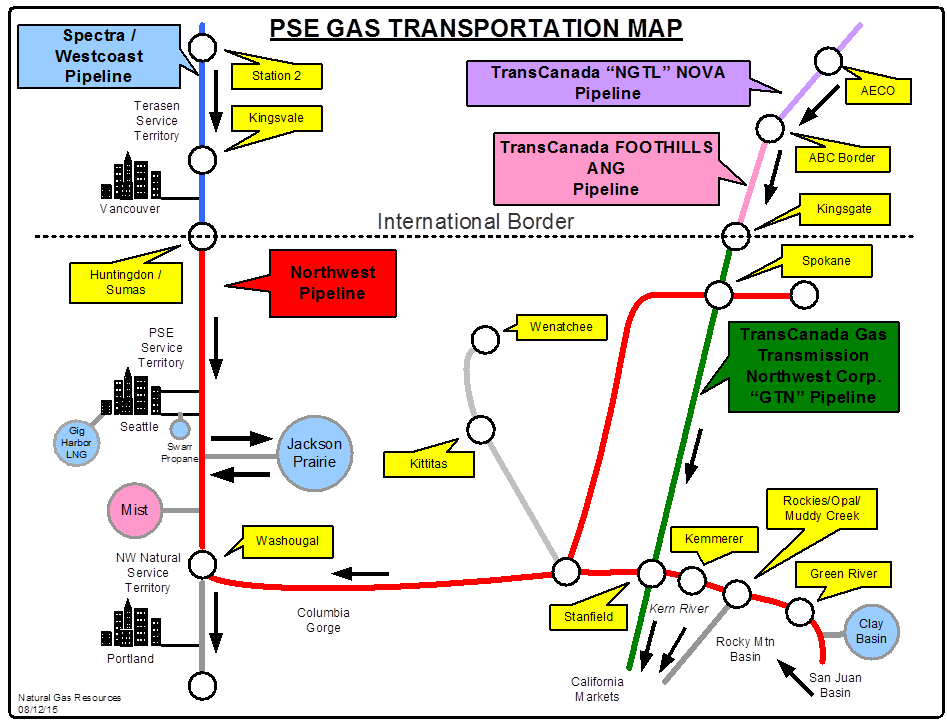 PSE GAS TRANSPORTATION MAP
Spectra /
Westcoast
Pipeline
Station 2
Terasen
Service
Territory
Kingsvale
Vancouver
TransCanada “NGTL” NOVA
Pipeline
AECO
TransCanada FOOTHILLS
ANG
Pipeline
ABC Border
Kingsgate
International Border
Huntingdon /
Sumas
Northwest
Pipeline
Spokane
PSE
Service
Territory
Wenatchee
TransCanada Gas
Transmission
Northwest Corp.
“GTN” Pipeline
Seattle
Gig
Harbor
LNG
Swarr
Propane
Jackson
Prairie
Kittitas
Mist
Rockies/Opal/
Muddy Creek
Washougal
Kemmerer
NW Natural
Service
Territory
Green River
Columbia
Gorge
Stanfield
Kern River
Clay
Basin
Rocky Mtn
Basin
Portland
California
Markets
San Juan
Basin
Natural Gas Resources
08/12/15